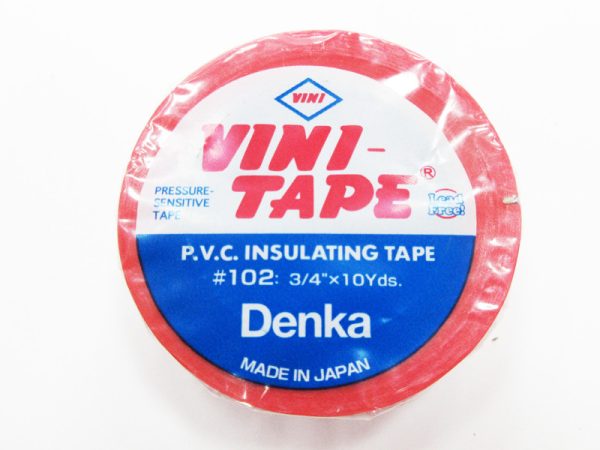 VINI
VINI-
TAPE®
PRESSURE-
SENSITIVE
TAPE
Lead
Free!
P.V.C. INSULATING TAPE
#102: 3/4"×10Yds.
Denka
MADE IN JAPAN